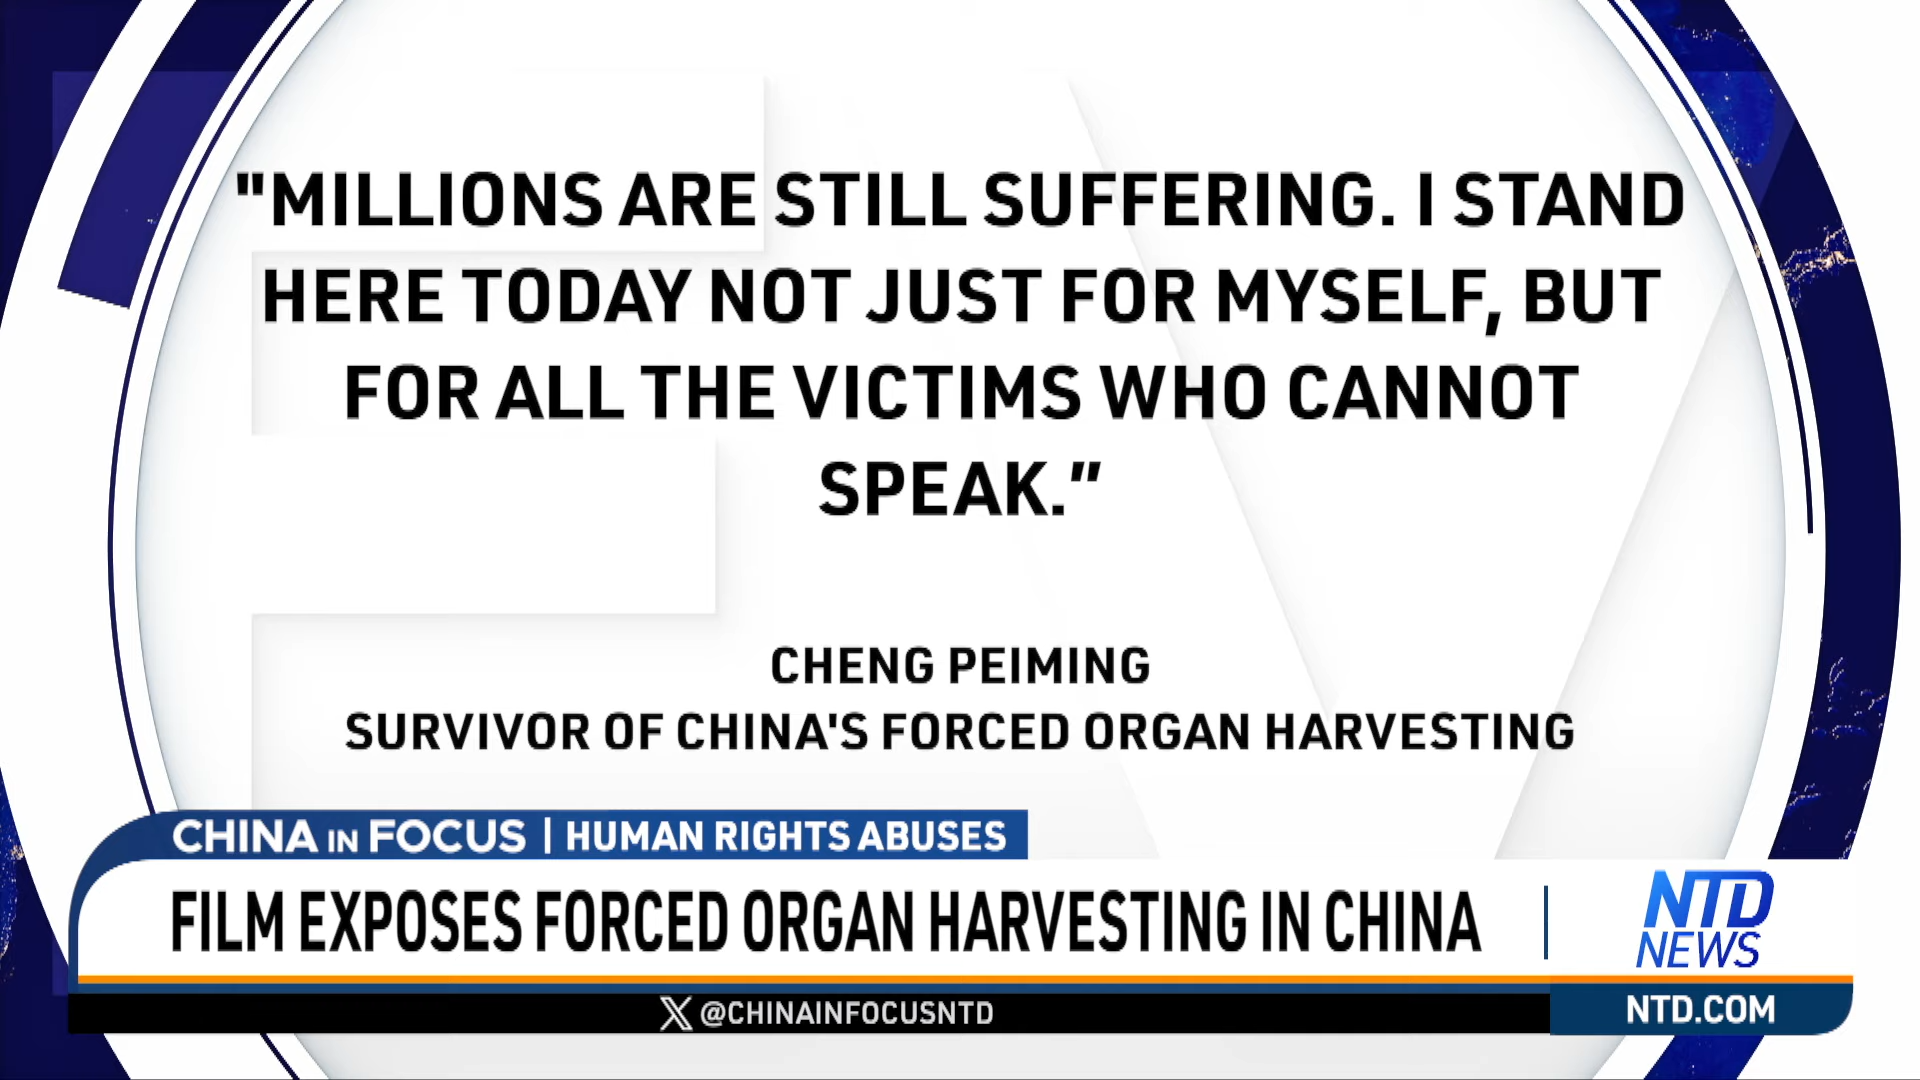 "MILLIONS ARE STILL SUFFERING. I STAND
HERE TODAY NOT JUST FOR MYSELF, BUT
FOR ALL THE VICTIMS WHO CANNOT
SPEAK.”
CHENG PEIMING
SURVIVOR OF CHINA'S FORCED ORGAN HARVESTING
CHINA IN FOCUS | HUMAN RIGHTS ABUSES
FILM EXPOSES FORCED ORGAN HARVESTING IN CHINA
NTD
NEWS
X @CHINAINFOCUSNTD
NTD.COM